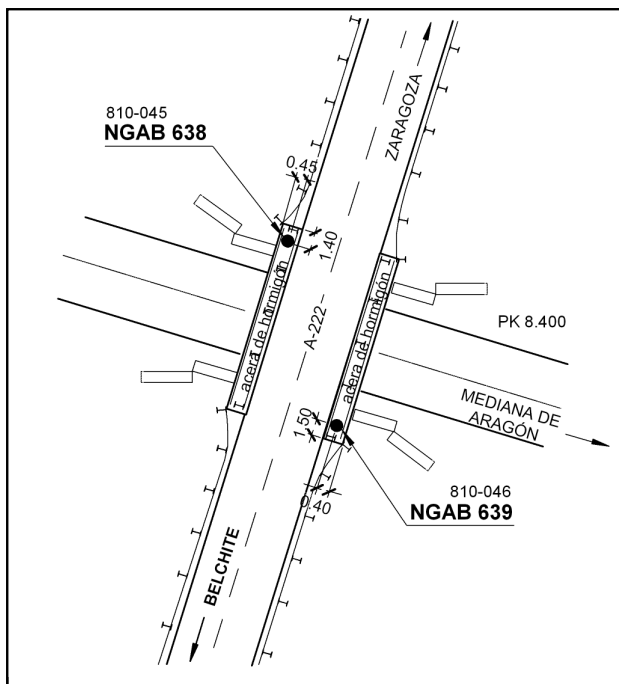 ZARAGOZA
810-045
NGAB 638
0.45
1.40
acera de hormigón
A-222
acera de hormigón
PK 8.400
MEDIANA DE
ARAGÓN
1.50
0.40
810-046
NGAB 639
BELCHITE